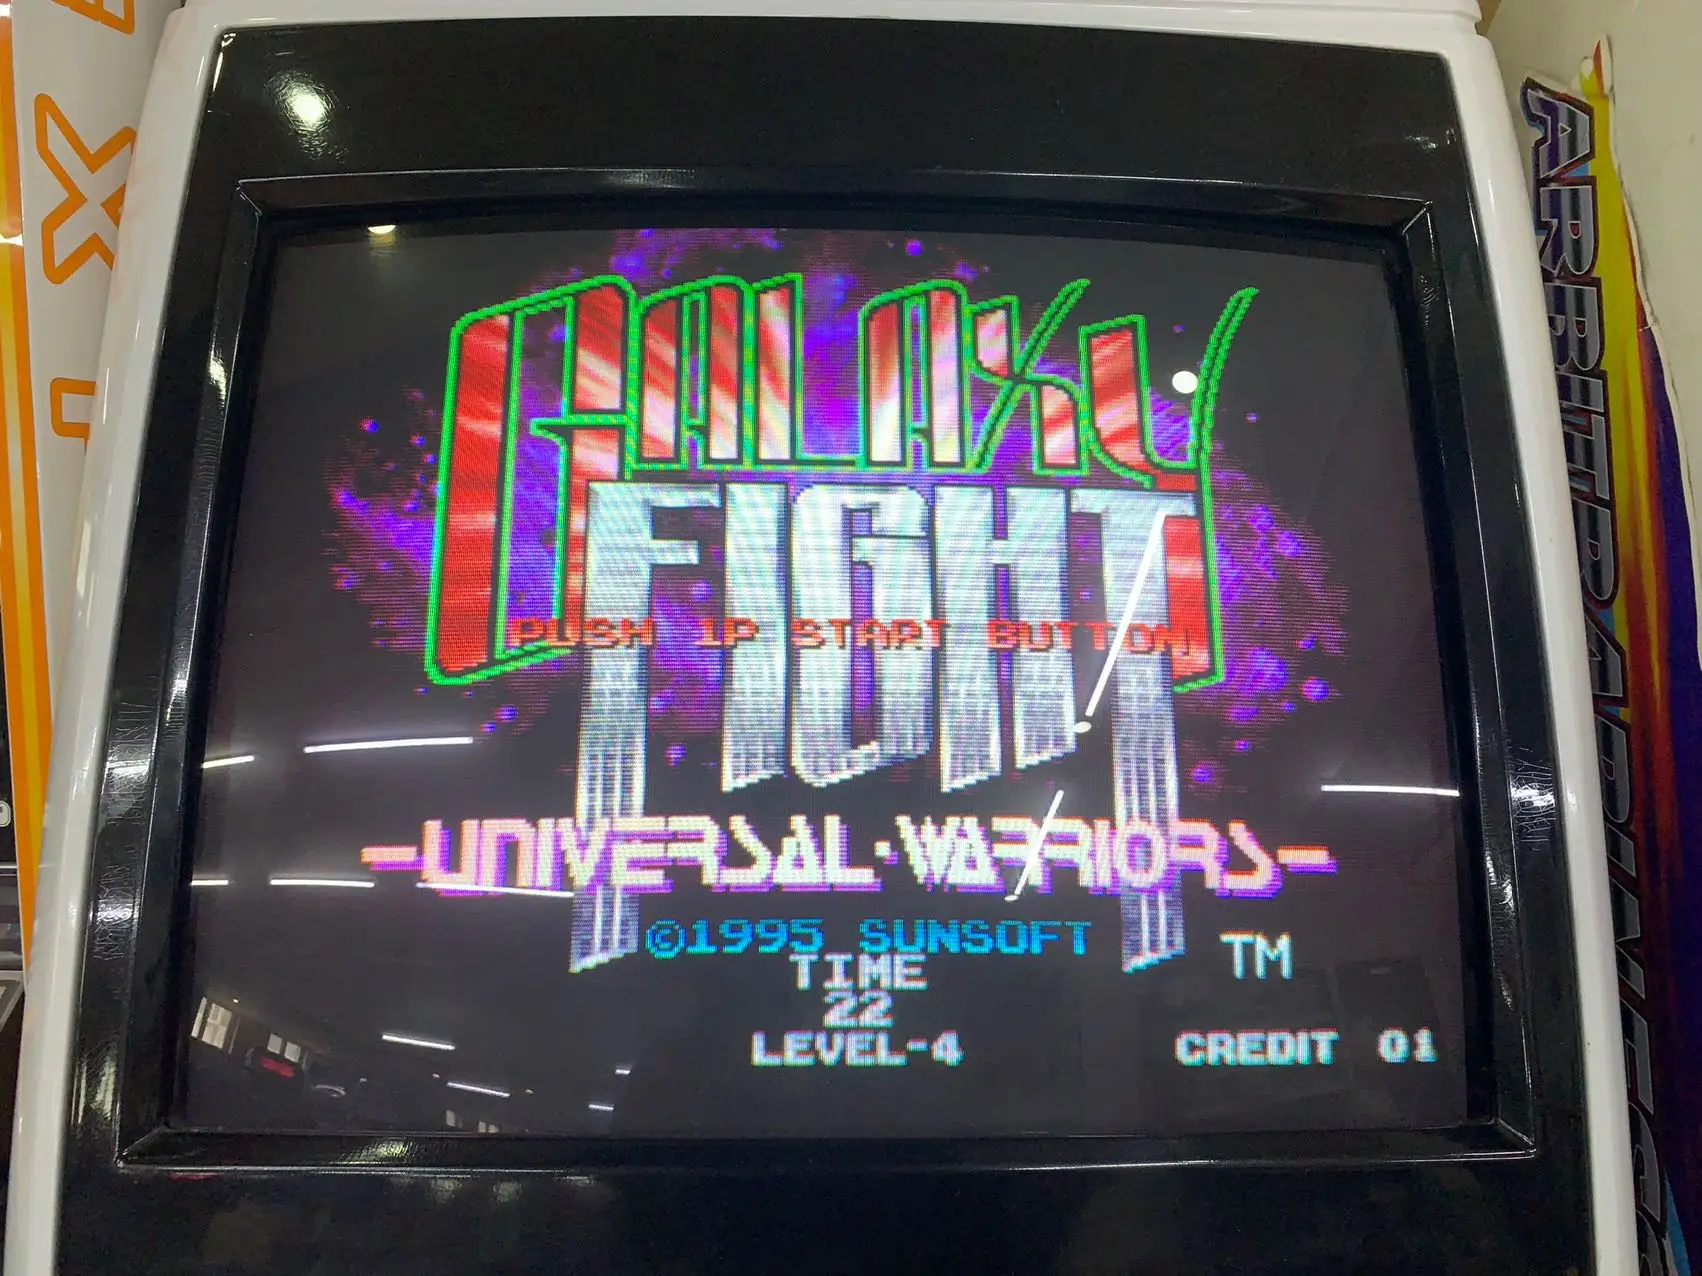 GALAXY
FIGHT
PUSH 1P START BUTTON
-UNIVERSAL·WARRIORS-
©1995 SUNSOFT
TM
TIME
22
LEVEL-4
CREDIT 01